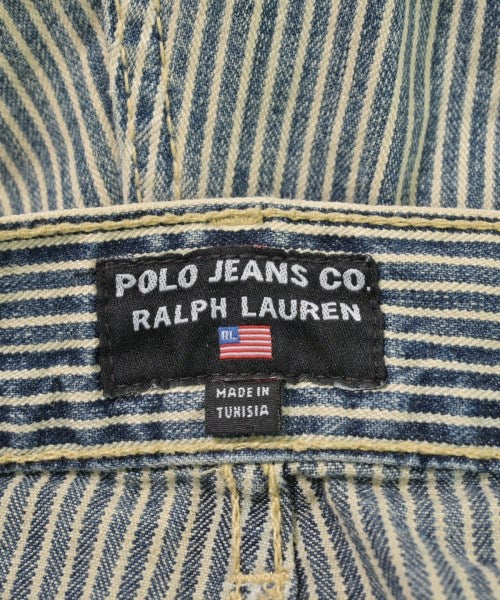 POLO JEANS CO.
RALPH LAUREN
RL
MADE IN
TUNISIA